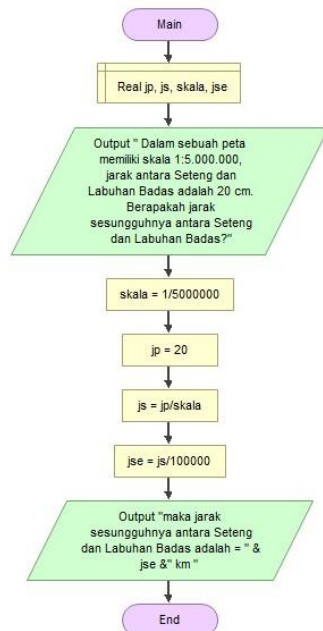 Main
Real jp, js, skala, jse
Output " Dalam sebuah peta
memiliki skala 1:5.000.000,
jarak antara Seteng dan
Labuhan Badas adalah 20 cm.
Berapakah jarak
sesungguhnya antara Seteng
dan Labuhan Badas?"
skala = 1/5000000
jp = 20
js = jp/skala
jse = js/100000
Output "maka jarak
sesungguhnya antara Seteng
dan Labuhan Badas adalah = " &
jse &" km "
End